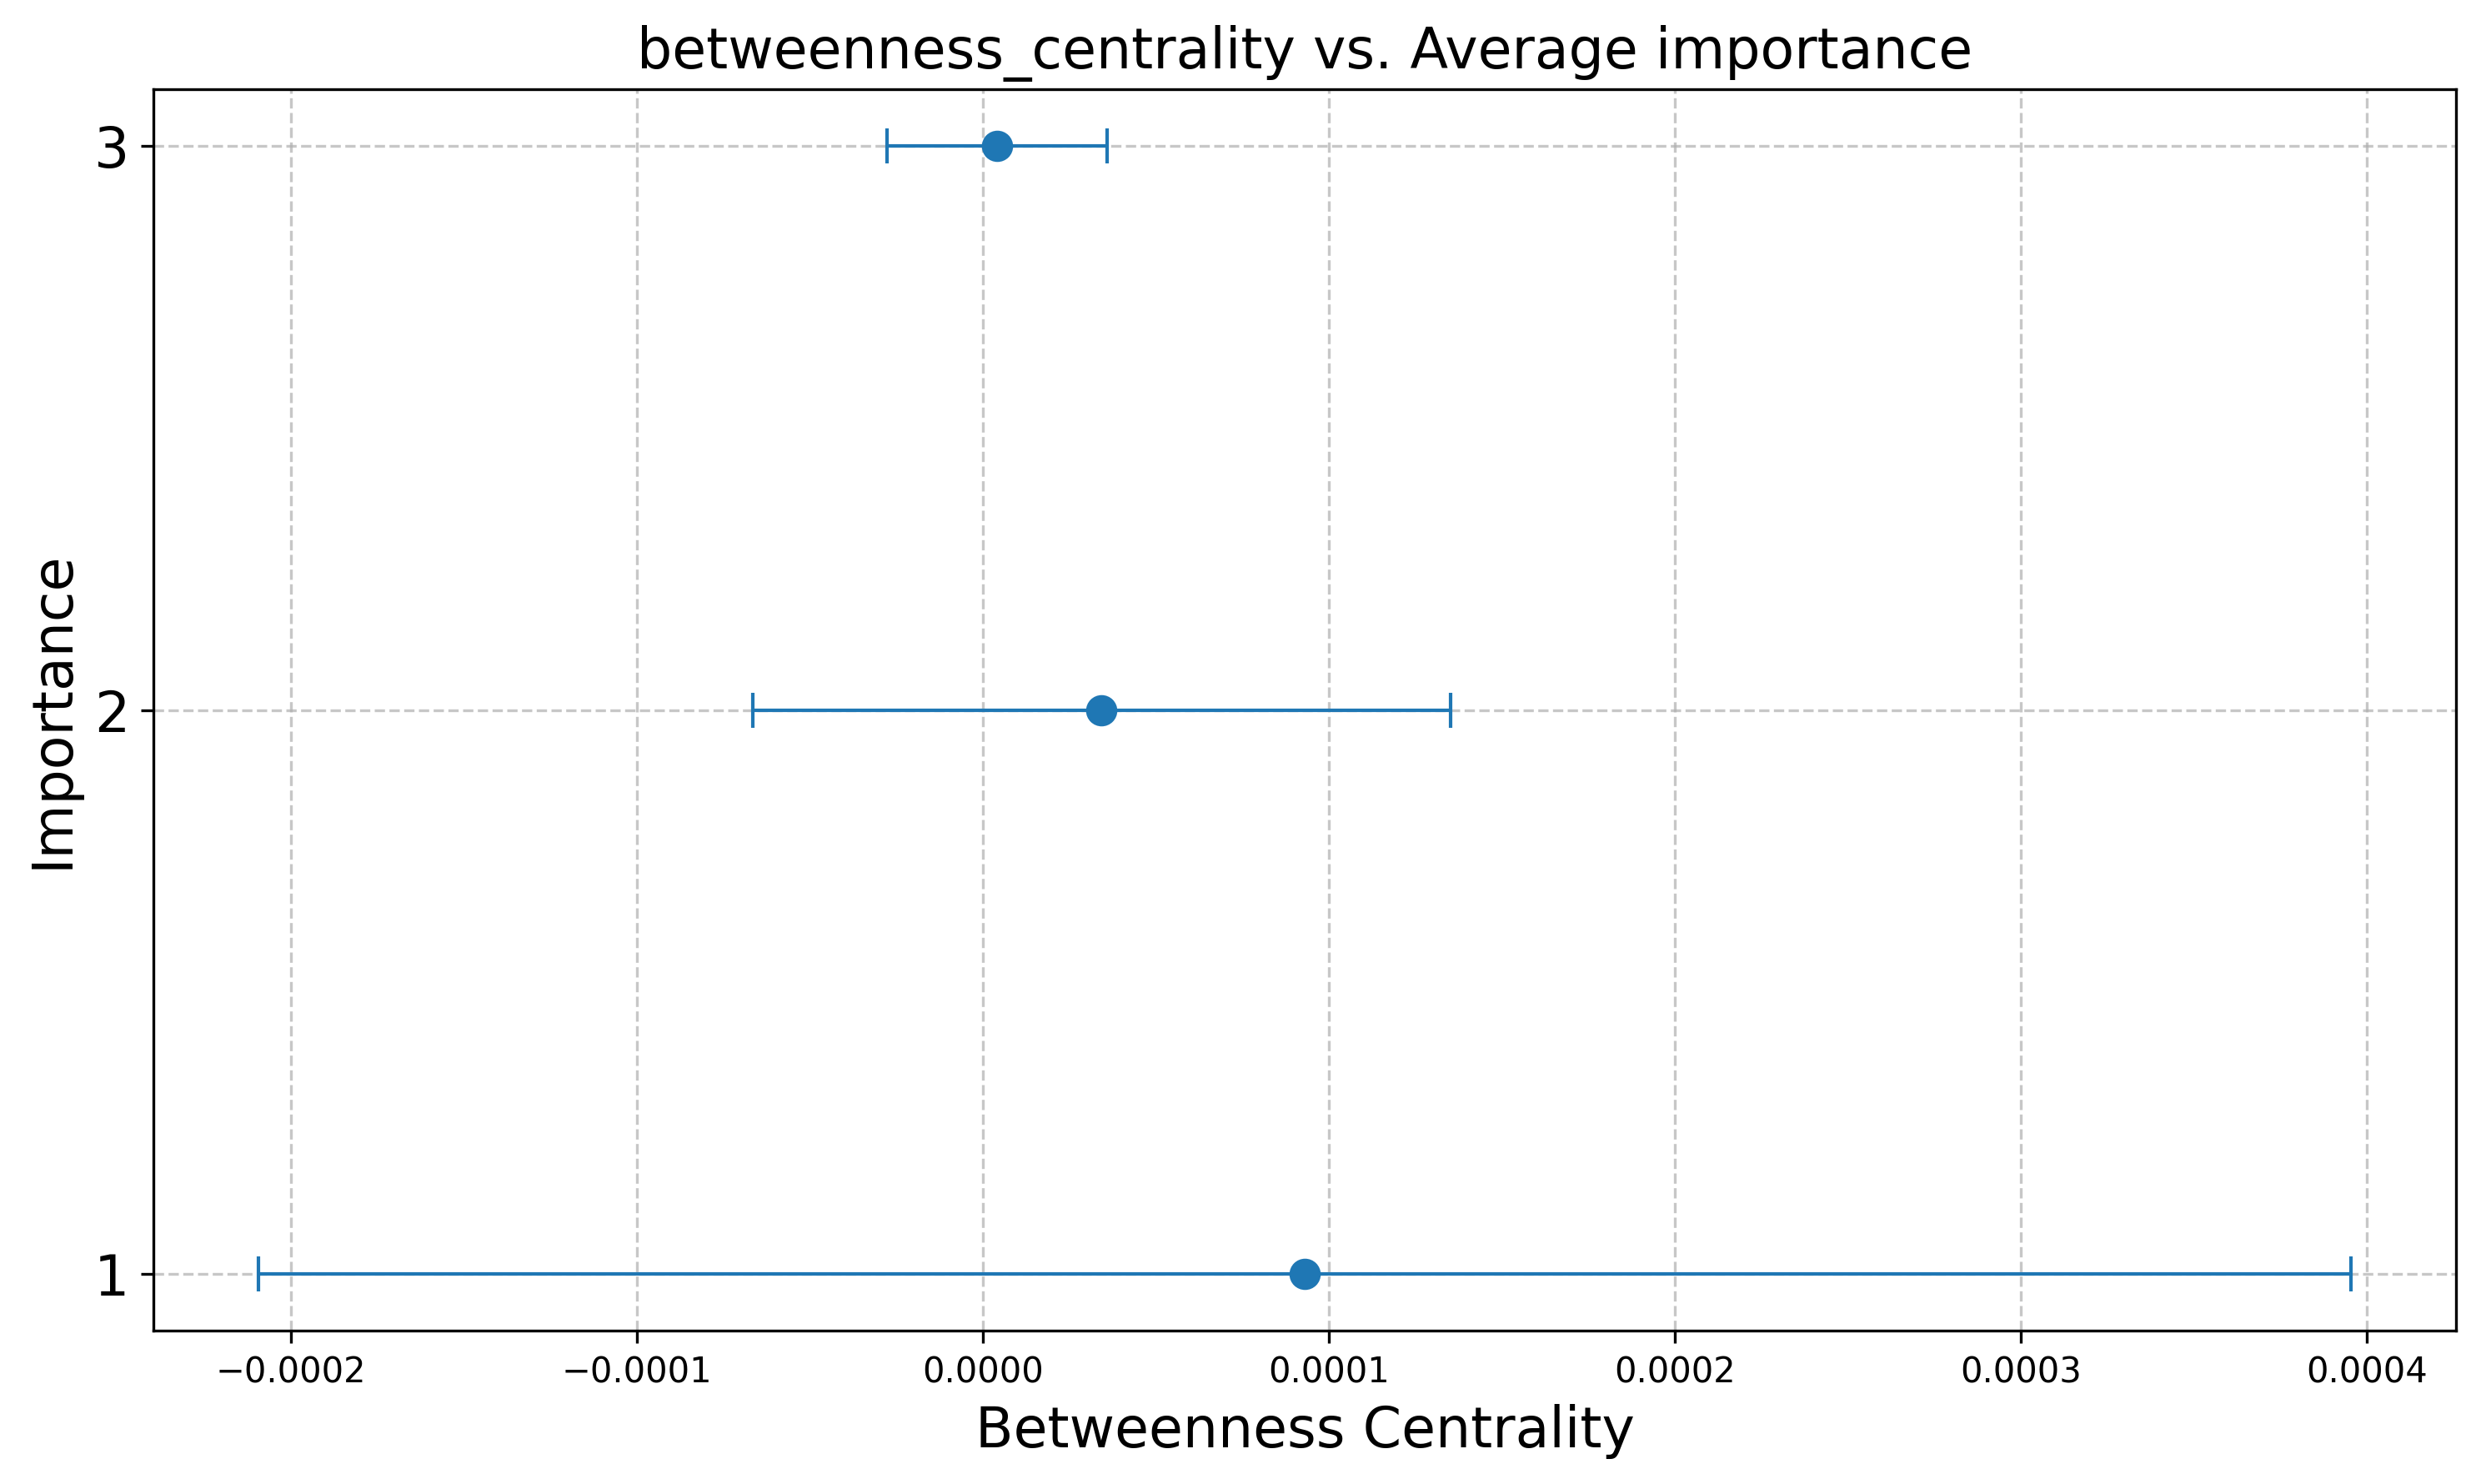 betweenness_centrality vs. Average importance
3
2
1
Importance
−0.0002 −0.0001 0.0000 0.0001 0.0002 0.0003 0.0004
Betweenness Centrality